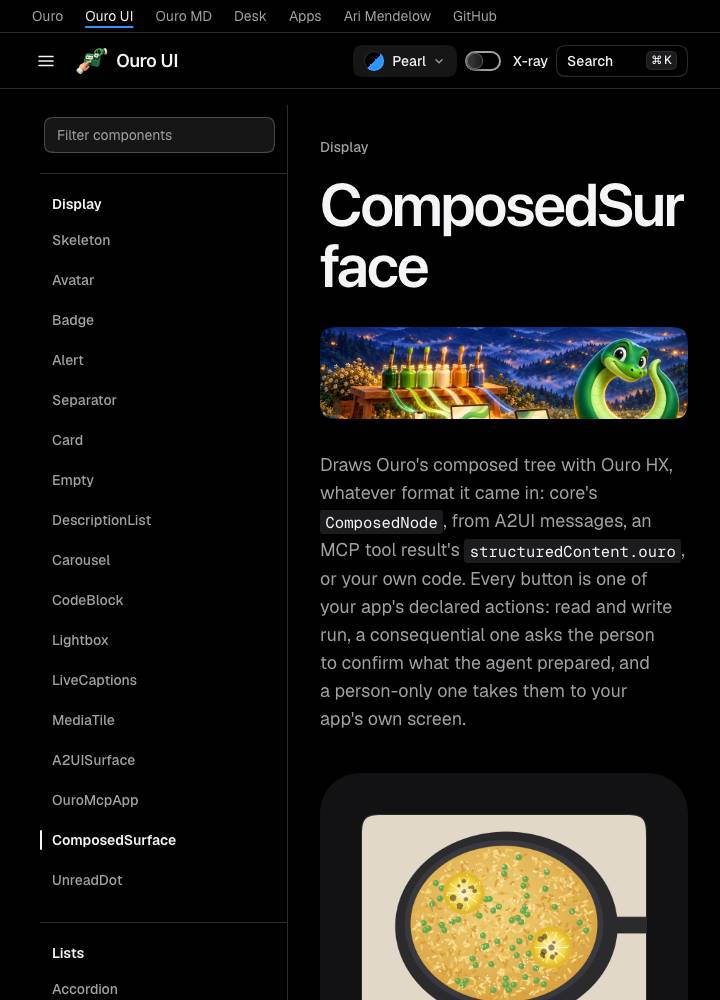 Ouro Ouro UI Ouro MD Desk Apps Ari Mendelow GitHub
Ouro UI Pearl X-ray Search ⌘ K
Filter components
Display
Skeleton
Avatar
Badge
Alert
Separator
Card
Empty
DescriptionList
Carousel
CodeBlock
Lightbox
LiveCaptions
MediaTile
A2UISurface
OuroMcpApp
ComposedSurface
UnreadDot
Lists
Accordion
Display
ComposedSur
face
Draws Ouro's composed tree with Ouro HX,
whatever format it came in: core's
ComposedNode, from A2UI messages, an
MCP tool result's structuredContent.ouro,
or your own code. Every button is one of
your app's declared actions: read and write
run, a consequential one asks the person
to confirm what the agent prepared, and
a person-only one takes them to your
app's own screen.